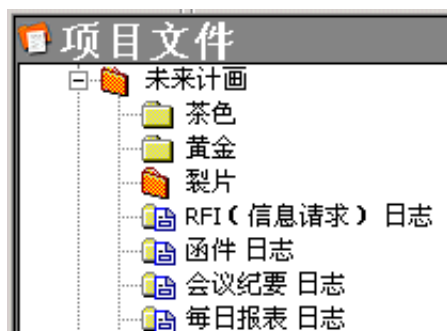 项目文件
未来计画
茶色
黄金
裂片
RFI(信息请求) 日志
函件 日志
会议纪要 日志
每日报表 日志